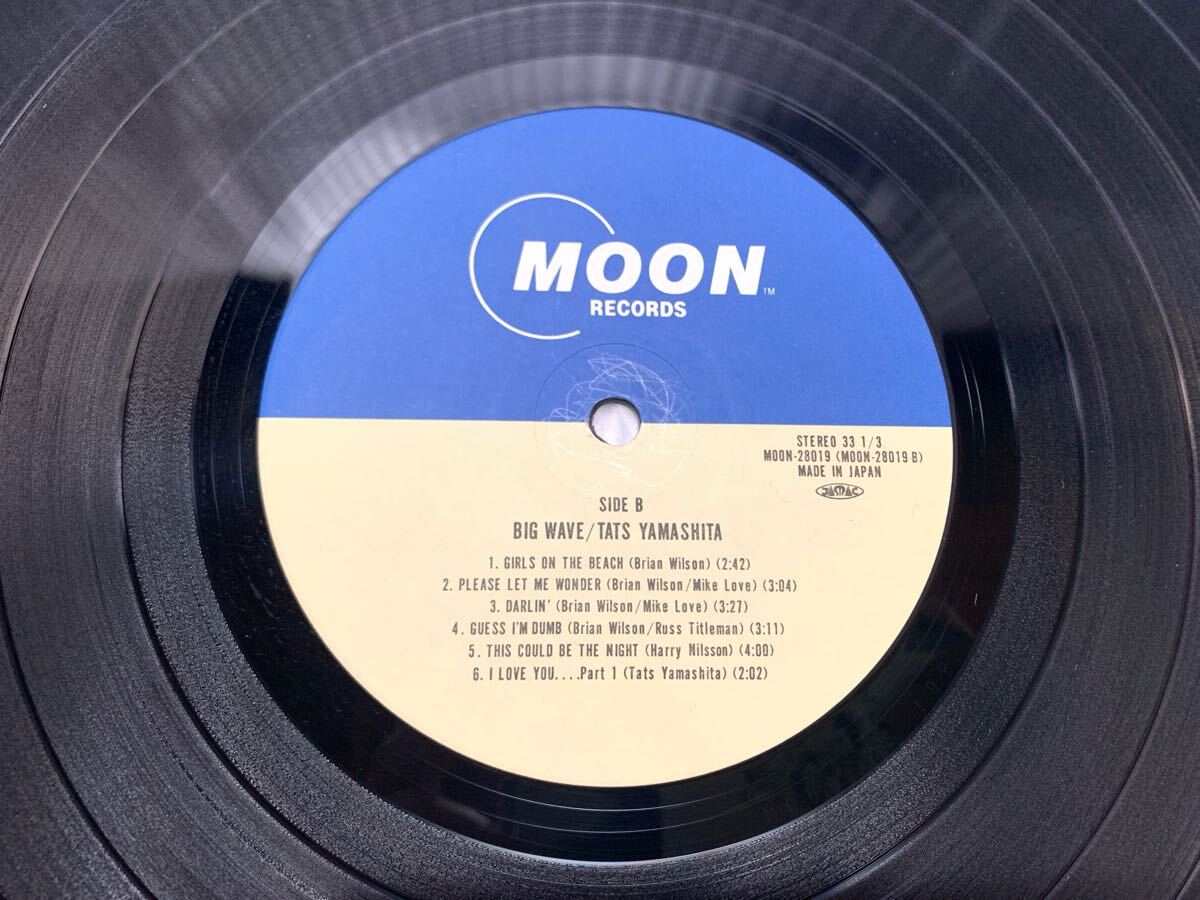 MOON™
RECORDS
STEREO 33 1/3
MOON-28019 (MOON-28019-B)
MADE IN JAPAN
JASRAC
SIDE B
BIG WAVE/TATS YAMASHITA
1. GIRLS ON THE BEACH (Brian Wilson) (2:42)
2. PLEASE LET ME WONDER (Brian Wilson/Mike Love) (3:04)
3. DARLIN' (Brian Wilson/Mike Love) (3:27)
4. GUESS I'M DUMB (Brian Wilson/Russ Titleman) (3:11)
5. THIS COULD BE THE NIGHT (Harry Nilsson) (4:00)
6. I LOVE YOU....Part 1 (Tats Yamashita) (2:02)